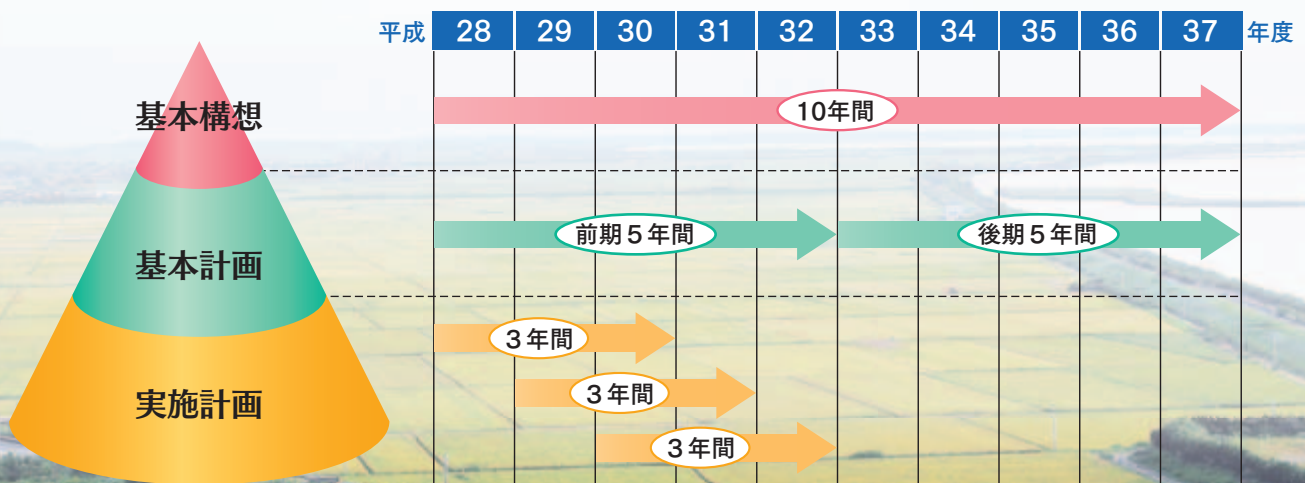 平成 28 29 30 31 32 33 34 35 36 37 年度
基本構想
10年間
基本計画
前期5年間 後期5年間
実施計画
3年間
3年間
3年間